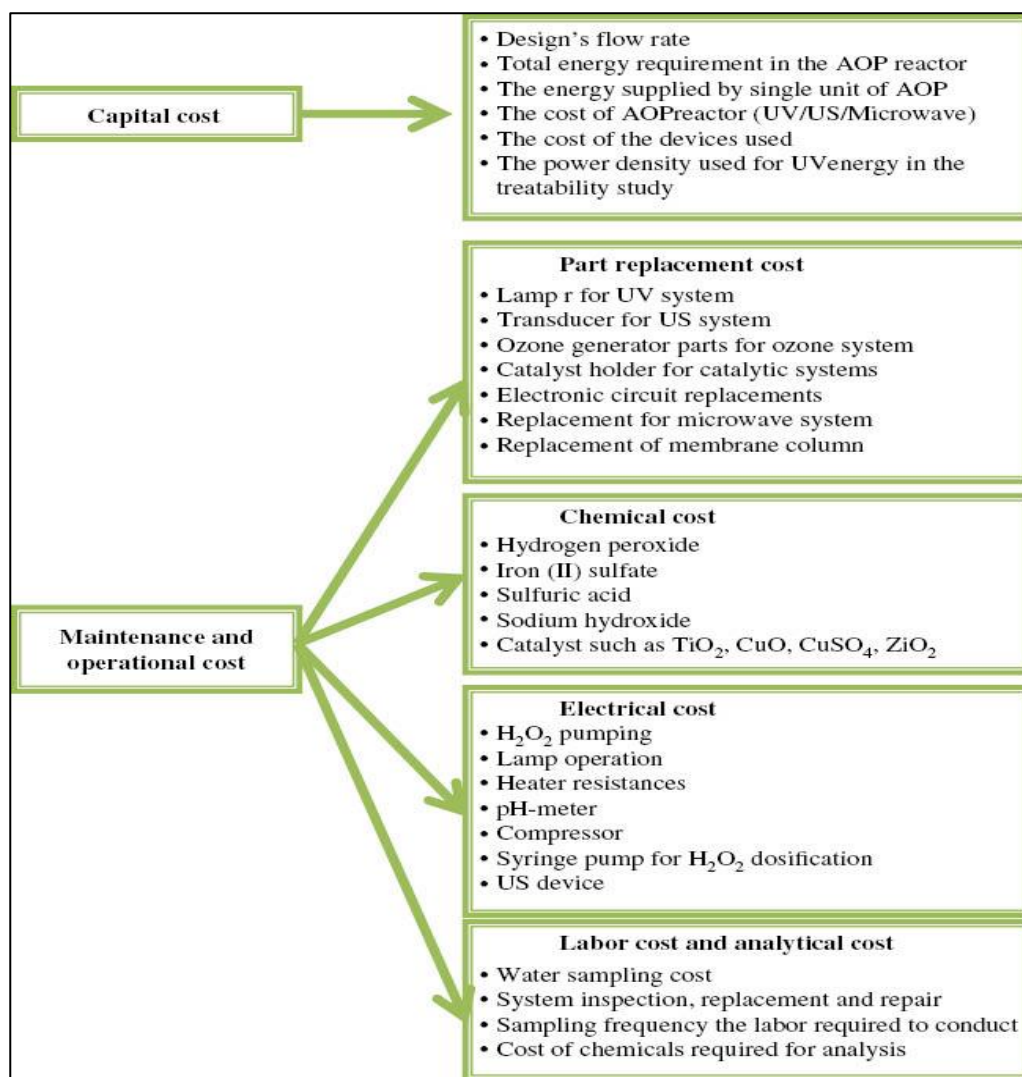 Capital cost
• Design's flow rate
• Total energy requirement in the AOP reactor
• The energy supplied by single unit of AOP
• The cost of AOPreactor (UV/US/Microwave)
• The cost of the devices used
• The power density used for UVenergy in the
treatability study
Maintenance and
operational cost
Part replacement cost
• Lamp r for UV system
• Transducer for US system
• Ozone generator parts for ozone system
• Catalyst holder for catalytic systems
• Electronic circuit replacements
• Replacement for microwave system
• Replacement of membrane column
Chemical cost
• Hydrogen peroxide
• Iron (II) sulfate
• Sulfuric acid
• Sodium hydroxide
• Catalyst such as TiO₂, CuO, CuSO₄, ZiO₂
Electrical cost
• H₂O₂ pumping
• Lamp operation
• Heater resistances
• pH-meter
• Compressor
• Syringe pump for H₂O₂ dosification
• US device
Labor cost and analytical cost
• Water sampling cost
• System inspection, replacement and repair
• Sampling frequency the labor required to conduct
• Cost of chemicals required for analysis